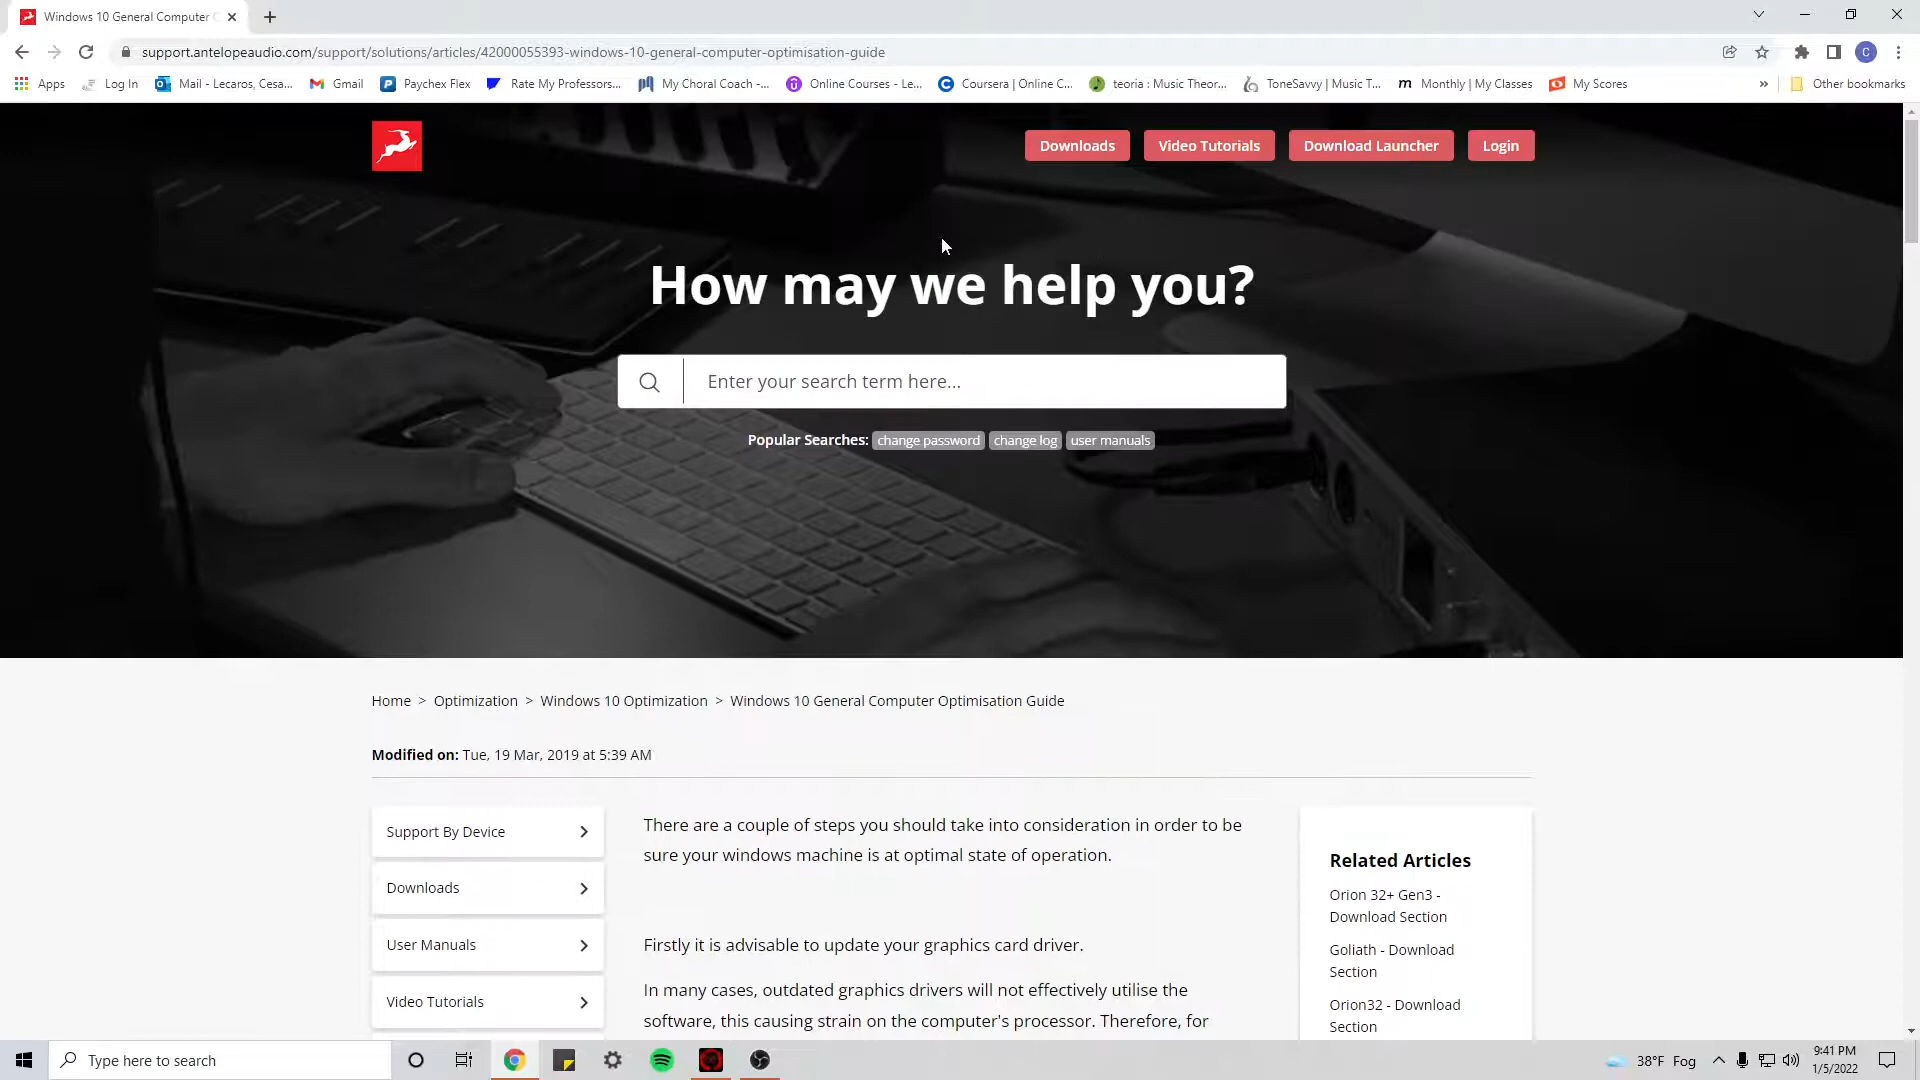 Windows 10 General Computer C
support.antelopeaudio.com/support/solutions/articles/42000055393-windows-10-general-computer-optimisation-guide
C
Apps Log In Mail - Lecaros, Cesa... Gmail Paychex Flex Rate My Professors... My Choral Coach -... Online Courses - Le... Coursera | Online C... teoria : Music Theor... ToneSavvy | Music T... Monthly | My Classes My Scores » Other bookmarks
Downloads Video Tutorials Download Launcher Login
How may we help you?
Enter your search term here...
Popular Searches: change password change log user manuals
Home > Optimization > Windows 10 Optimization > Windows 10 General Computer Optimisation Guide
Modified on: Tue, 19 Mar, 2019 at 5:39 AM
Support By Device
Downloads
User Manuals
Video Tutorials
There are a couple of steps you should take into consideration in order to be
sure your windows machine is at optimal state of operation.
Firstly it is advisable to update your graphics card driver.
In many cases, outdated graphics drivers will not effectively utilise the
software, this causing strain on the computer's processor. Therefore, for
Related Articles
Orion 32+ Gen3 -
Download Section
Goliath - Download
Section
Orion32 - Download
Section
Type here to search
38°F Fog
9:41 PM
1/5/2022